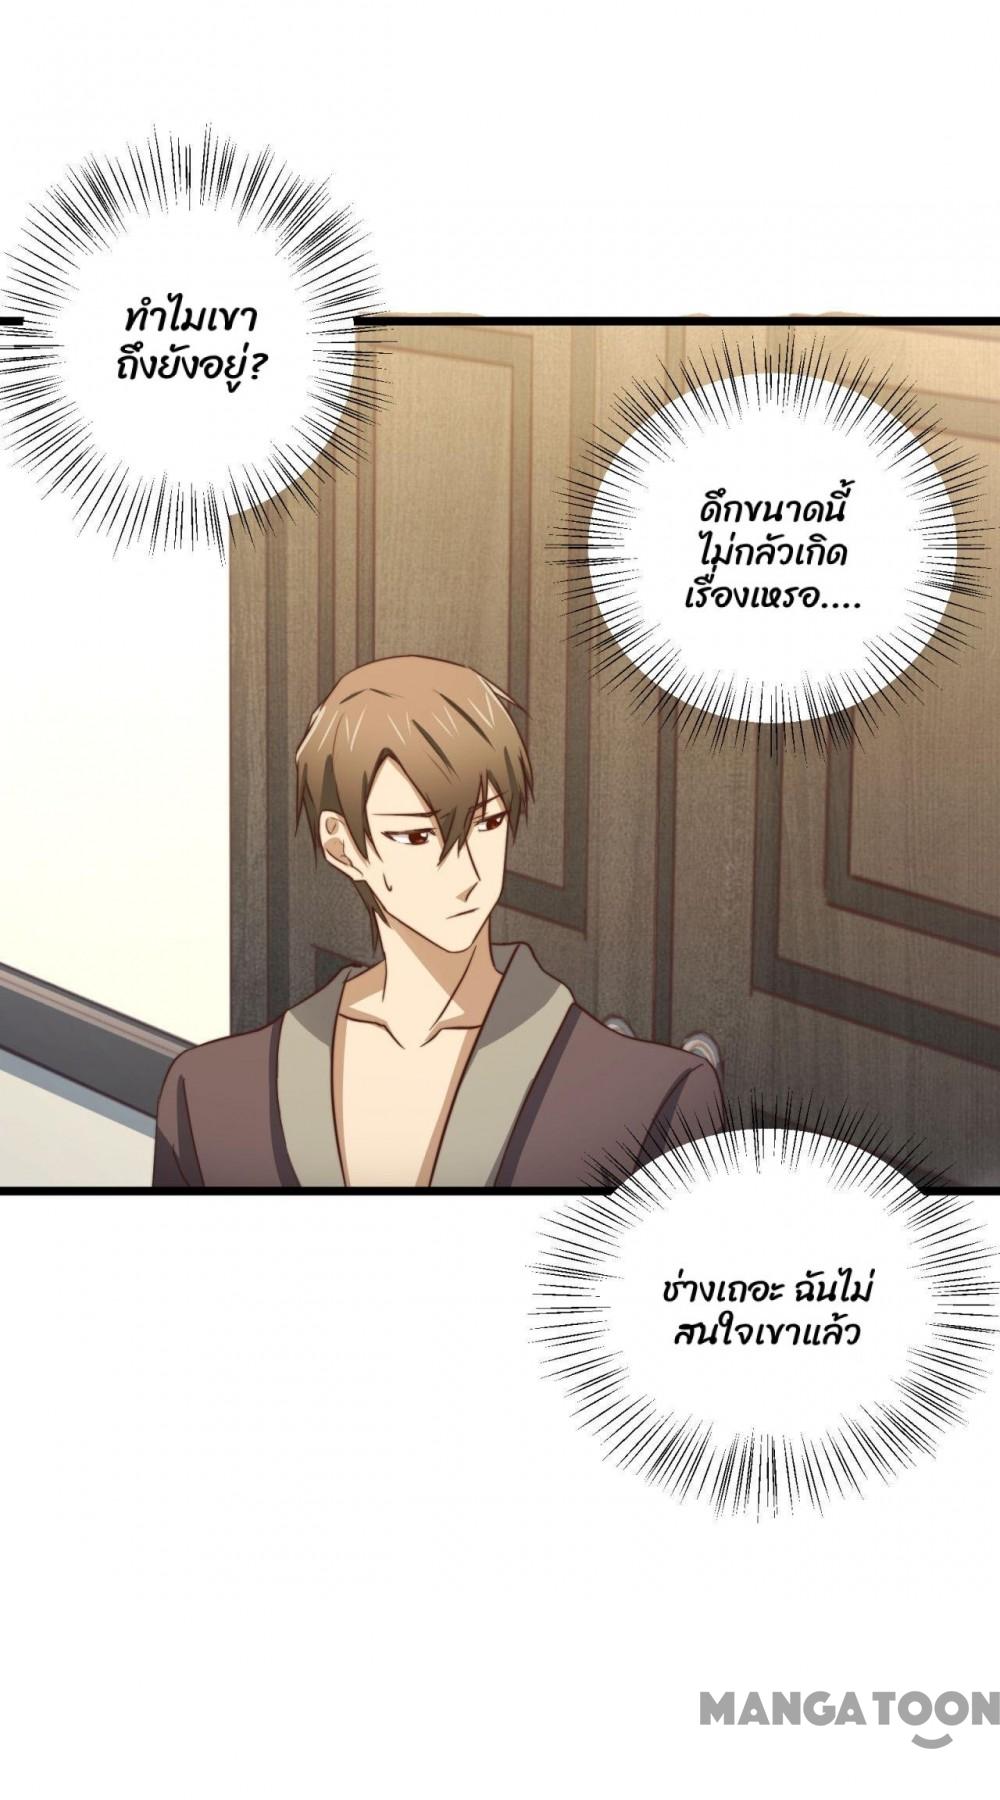 ทำไมเขา
ถึงยังอยู่?
ดึกขนาดนี้
ไม่กลัวเกิด
เรื่องเหรอ....
ช่างเถอะ ฉันไม่
สนใจเขาแล้ว
MANGATOON